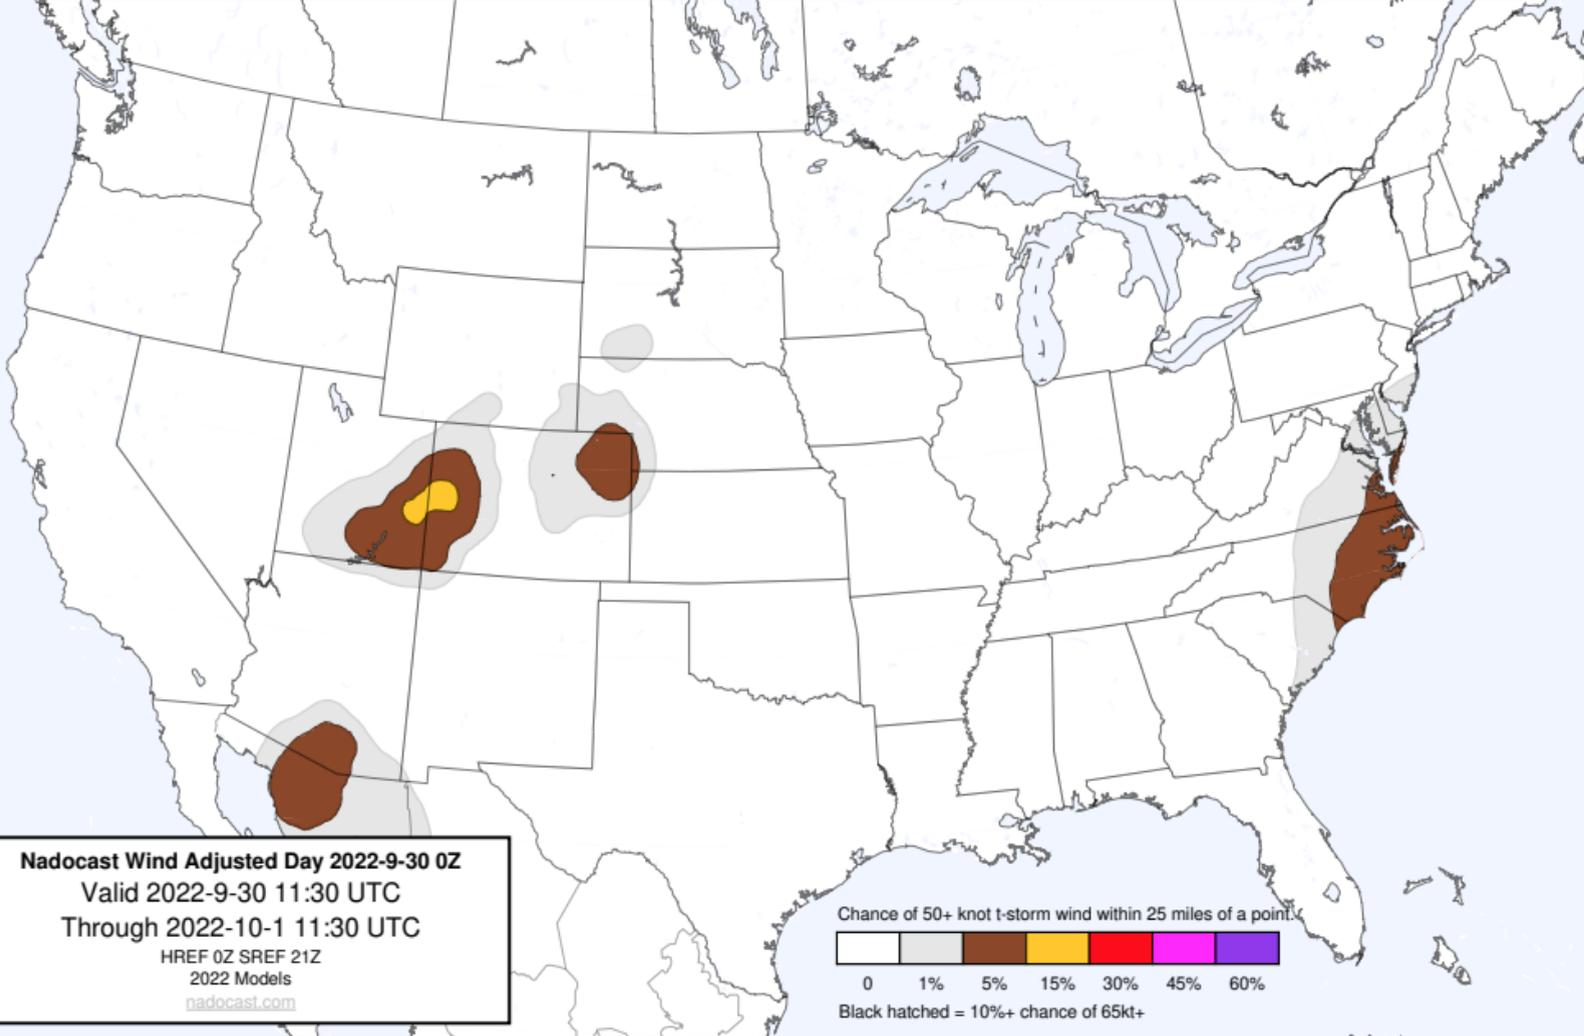 Nadocast Wind Adjusted Day 2022-9-30 0Z
Valid 2022-9-30 11:30 UTC
Through 2022-10-1 11:30 UTC
HREF 0Z SREF 21Z
2022 Models
nadocast.com
Chance of 50+ knot t-storm wind within 25 miles of a point.
0 1% 5% 15% 30% 45% 60%
Black hatched = 10%+ chance of 65kt+